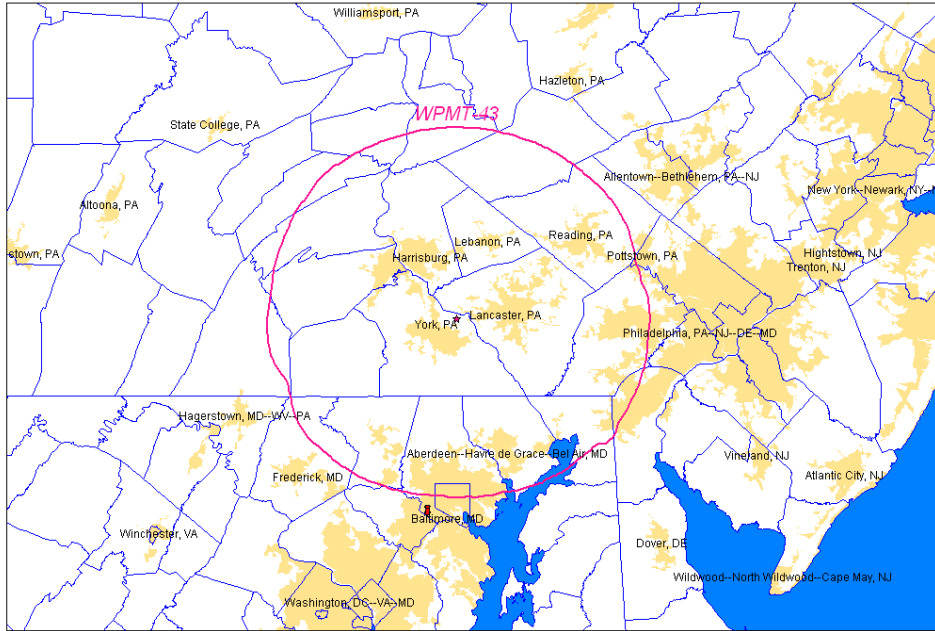 Williamsport, PA
Hazleton, PA
WPMT-43
State College, PA
Allentown--Bethlehem, PA--NJ
New York--Newark, NY--
Altoona, PA
Reading, PA
Lebanon, PA
stown, PA
Harrisburg, PA
Pottstown, PA
Hightstown, NJ
Trenton, NJ
Lancaster, PA
York, PA
Philadelphia, PA--NJ--DE--MD
Hagerstown, MD--WV--PA
Aberdeen--Havre de Grace--Bel Air, MD
Vineland, NJ
Frederick, MD
Atlantic City, NJ
Baltimore, MD
Winchester, VA
Dover, DE
Wildwood--North Wildwood--Cape May, NJ
Washington, DC--VA--MD